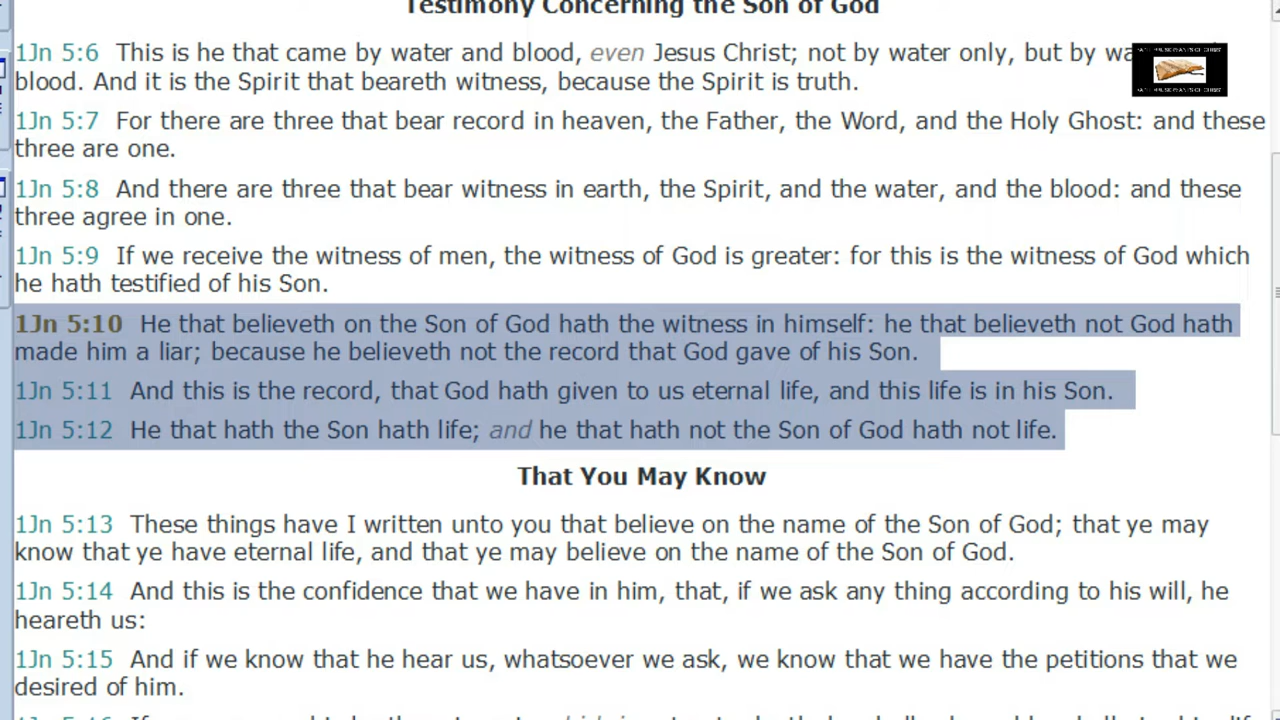 Testimony Concerning the Son of God
1Jn 5:6 This is he that came by water and blood, even Jesus Christ; not by water only, but by
blood. And it is the Spirit that beareth witness, because the Spirit is truth.
1Jn 5:7 For there are three that bear record in heaven, the Father, the Word, and the Holy Ghost: and these
three are one.
1Jn 5:8 And there are three that bear witness in earth, the Spirit, and the water, and the blood: and these
three agree in one.
1Jn 5:9 If we receive the witness of men, the witness of God is greater: for this is the witness of God which
he hath testified of his Son.
1Jn 5:10 He that believeth on the Son of God hath the witness in himself: he that believeth not God hath
made him a liar; because he believeth not the record that God gave of his Son.
1Jn 5:11 And this is the record, that God hath given to us eternal life, and this life is in his Son.
1Jn 5:12 He that hath the Son hath life; and he that hath not the Son of God hath not life.
That You May Know
1Jn 5:13 These things have I written unto you that believe on the name of the Son of God; that ye may
know that ye have eternal life, and that ye may believe on the name of the Son of God.
1Jn 5:14 And this is the confidence that we have in him, that, if we ask any thing according to his will, he
heareth us:
1Jn 5:15 And if we know that he hear us, whatsoever we ask, we know that we have the petitions that we
desired of him.